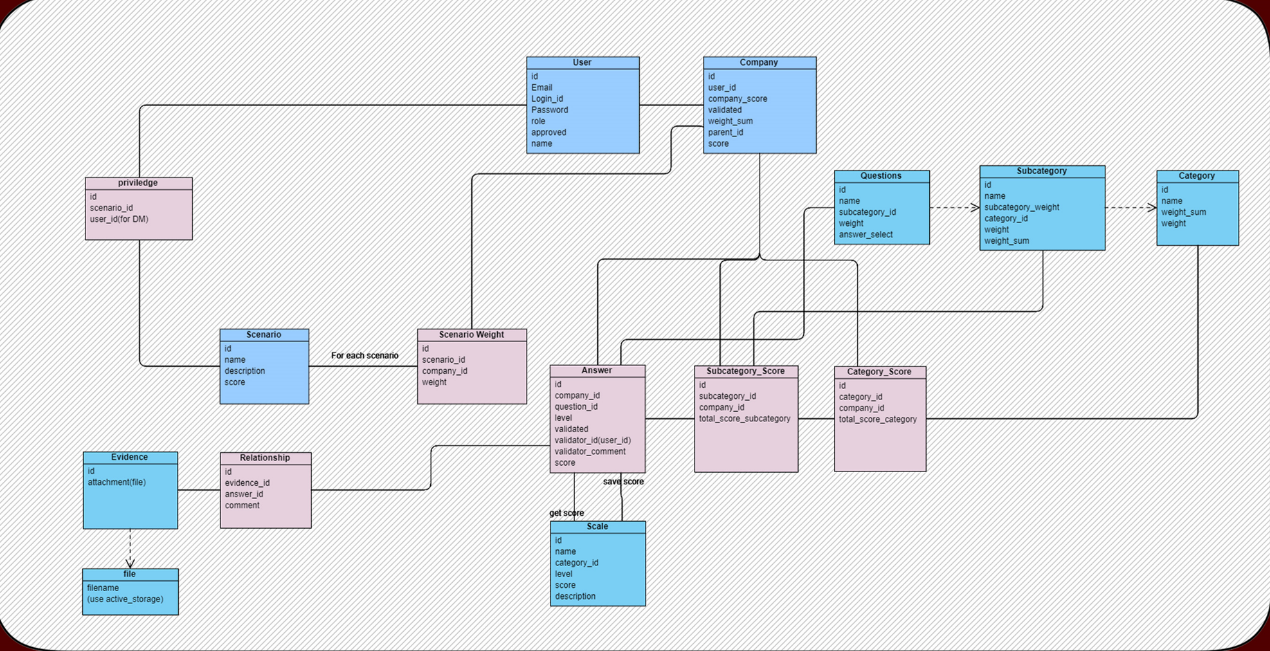 User
id
Email
Login_id
Password
role
approved
name
Company
id
user_id
company_score
validated
weight_sum
parent_id
score
priviledge
id
scenario_id
user_id(for DM)
Questions
id
name
subcategory_id
weight
answer_select
Subcategory
id
name
subcategory_weight
category_id
weight
weight_sum
Category
id
name
weight_sum
weight
Scenario
id
name
description
score
For each scenario
Scenario Weight
id
scenario_id
company_id
weight
Answer
id
company_id
question_id
level
validated
validator_id(user_id)
validator_comment
score
Subcategory_Score
id
subcategory_id
company_id
total_score_subcategory
Category_Score
id
category_id
company_id
total_score_category
Evidence
id
attachment(file)
Relationship
id
evidence_id
answer_id
comment
save score
get score
Scale
id
name
category_id
level
score
description
file
filename
(use active_storage)